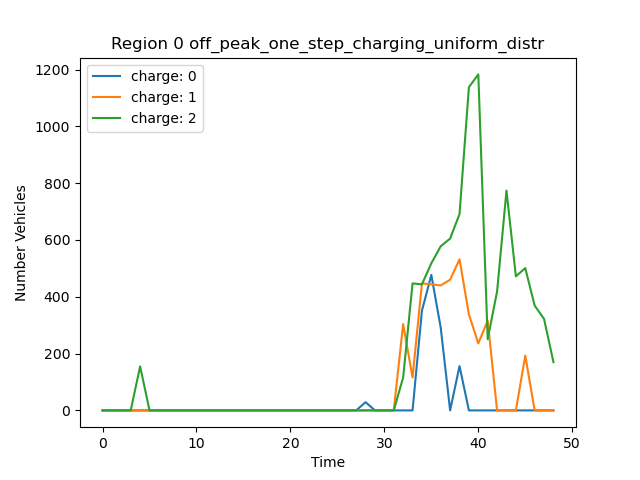 Region 0 off_peak_one_step_charging_uniform_distr
charge: 0
charge: 1
charge: 2
Number Vehicles
1200
1000
800
600
400
200
0
0 10 20 30 40 50
Time